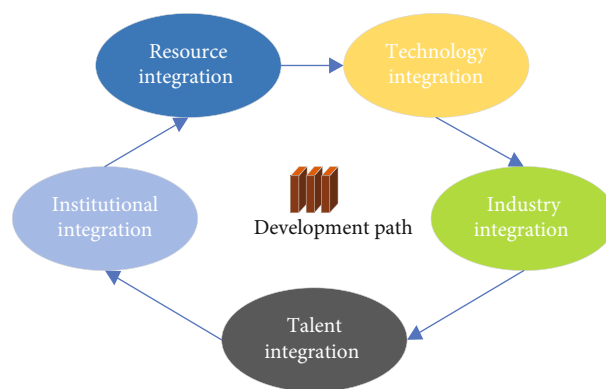 Resource
integration
Technology
integration
Institutional
integration
Industry
integration
Development path
Talent
integration